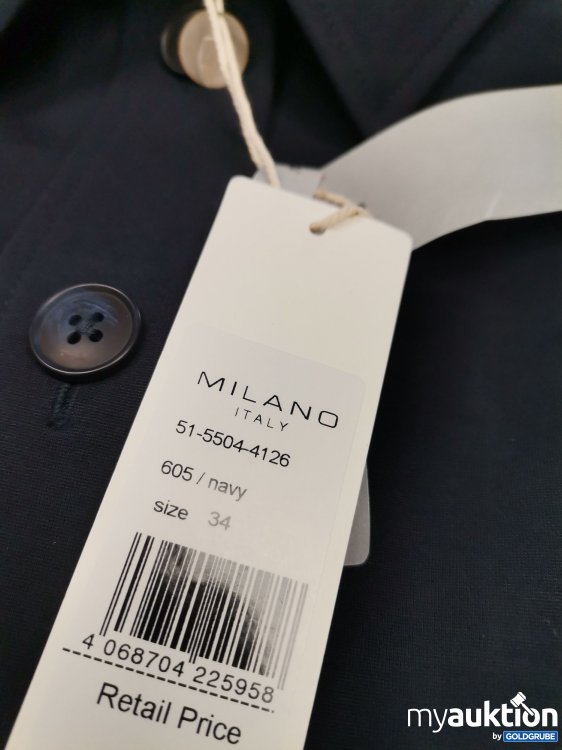 MILANO
ITALY
51-5504-4126
605 / navy
size 34
4 068704 225958
Retail Price
myauktion
by GOLDGRUBE